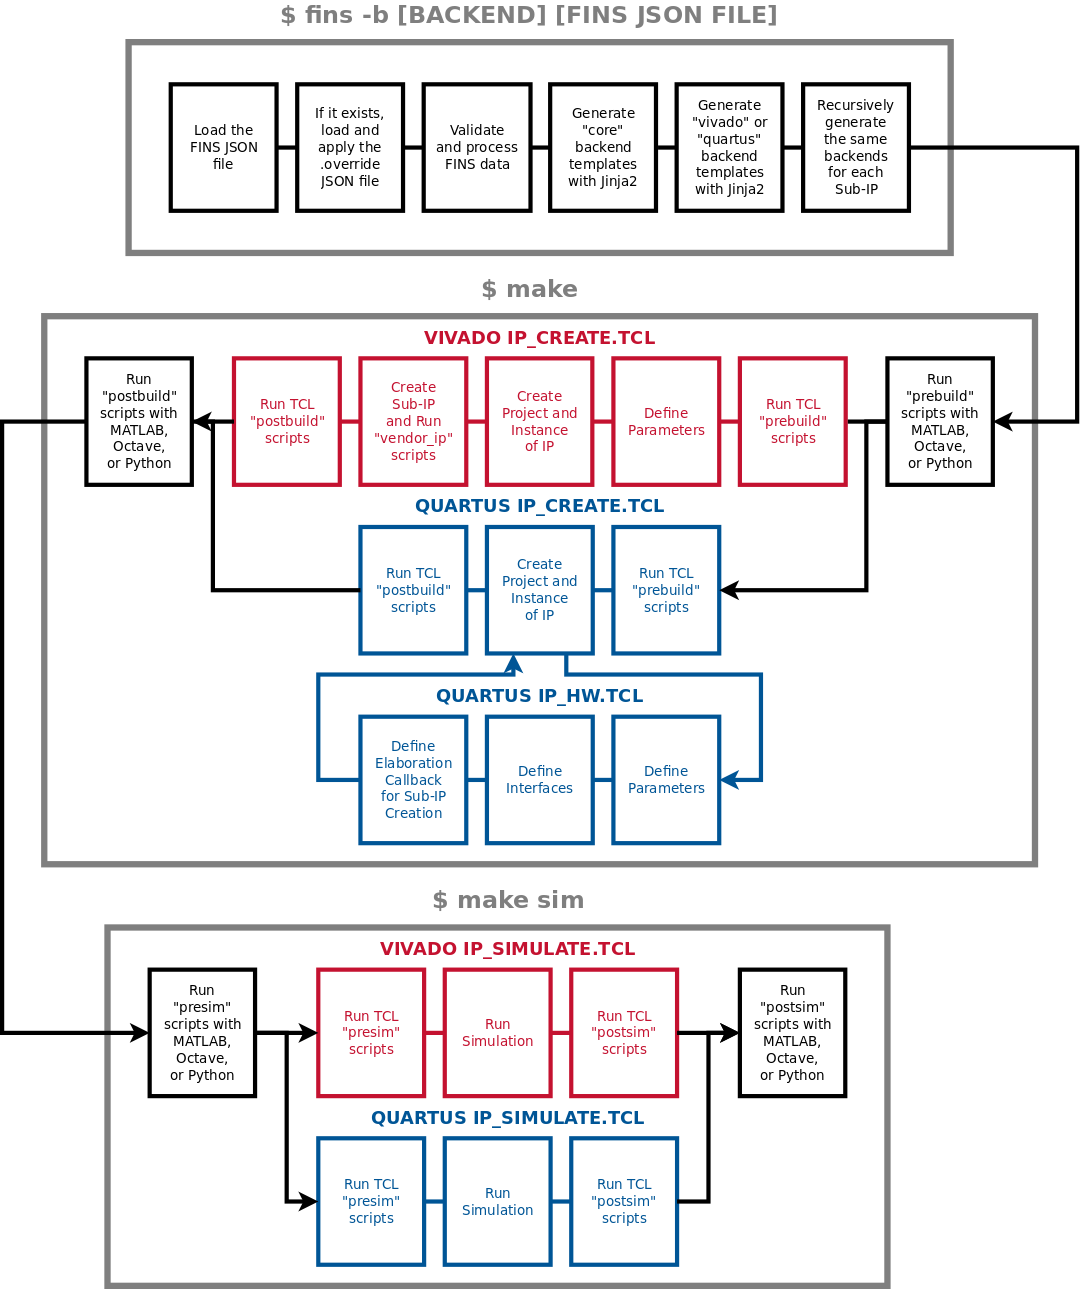 $ fins -b [BACKEND] [FINS JSON FILE]
Load the
FINS JSON
file
If it exists,
load and
apply the
.override
JSON file
Validate
and process
FINS data
Generate
"core"
backend
templates
with Jinja2
Generate
"vivado" or
"quartus"
backend
templates
with Jinja2
Recursively
generate
the same
backends
for each
Sub-IP
$ make
VIVADO IP_CREATE.TCL
Run
"postbuild"
scripts with
MATLAB,
Octave,
or Python
Run TCL
"postbuild"
scripts
Create
Sub-IP
and Run
"vendor_ip"
scripts
Create
Project and
Instance
of IP
Define
Parameters
Run TCL
"prebuild"
scripts
Run
"prebuild"
scripts with
MATLAB,
Octave,
or Python
QUARTUS IP_CREATE.TCL
Run TCL
"postbuild"
scripts
Create
Project and
Instance
of IP
Run TCL
"prebuild"
scripts
QUARTUS IP_HW.TCL
Define
Elaboration
Callback
for Sub-IP
Creation
Define
Interfaces
Define
Parameters
$ make sim
VIVADO IP_SIMULATE.TCL
Run
"presim"
scripts with
MATLAB,
Octave,
or Python
Run TCL
"presim"
scripts
Run
Simulation
Run TCL
"postsim"
scripts
Run
"postsim"
scripts with
MATLAB,
Octave,
or Python
QUARTUS IP_SIMULATE.TCL
Run TCL
"presim"
scripts
Run
Simulation
Run TCL
"postsim"
scripts